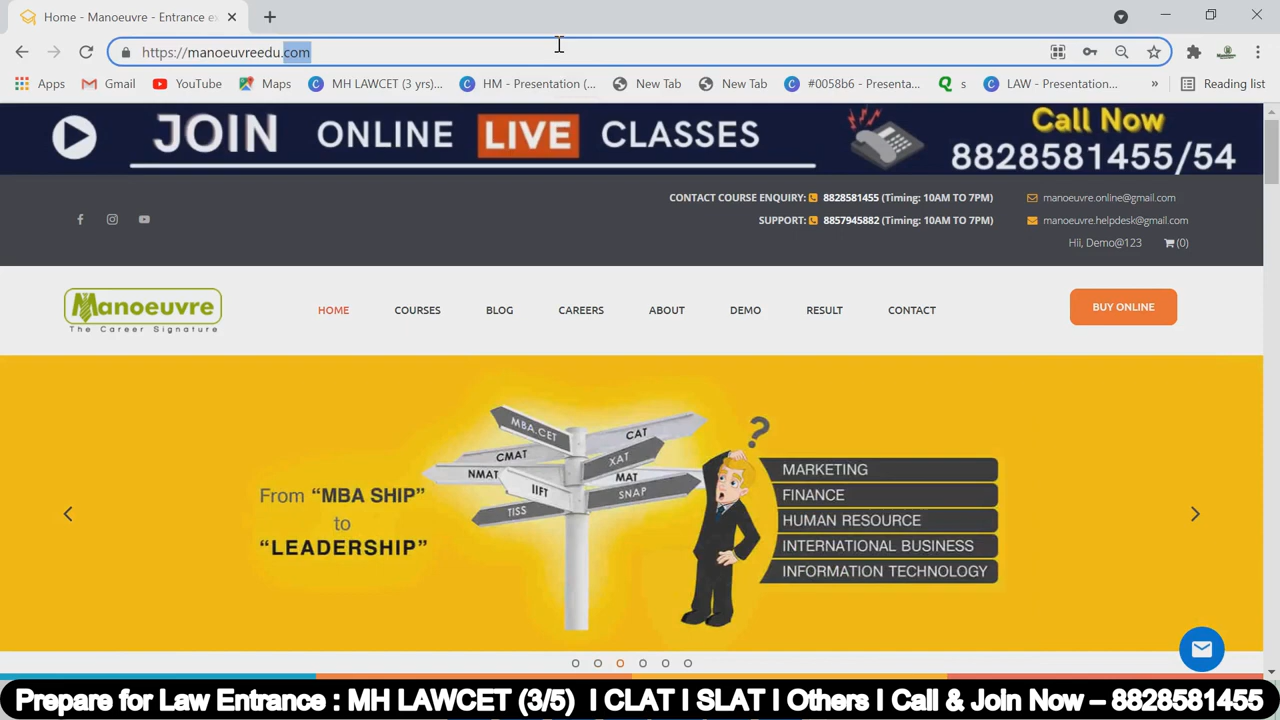 Home - Manoeuvre - Entrance ex
https://manoeuvreedu.com
Apps
Gmail
YouTube
Maps
MH LAWCET (3 yrs)...
HM - Presentation (...
New Tab
New Tab
#0058b6 - Presenta...
s
LAW - Presentation...
Reading list
JOIN ONLINE LIVE CLASSES
Call Now
8828581455/54
CONTACT COURSE ENQUIRY: 8828581455 (Timing: 10AM TO 7PM)
manoeuvre.online@gmail.com
SUPPORT: 8857945882 (Timing: 10AM TO 7PM)
manoeuvre.helpdesk@gmail.com
Hii, Demo@123
(0)
Manoeuvre
The Career Signature
HOME
COURSES
BLOG
CAREERS
ABOUT
DEMO
RESULT
CONTACT
BUY ONLINE
From “MBA SHIP”
to
“LEADERSHIP”
MBA.CET
CAT
CMAT
XAT
NMAT
MAT
IIFT
SNAP
TISS
?
MARKETING
FINANCE
HUMAN RESOURCE
INTERNATIONAL BUSINESS
INFORMATION TECHNOLOGY
Prepare for Law Entrance : MH LAWCET (3/5) I CLAT I SLAT I Others I Call & Join Now – 8828581455